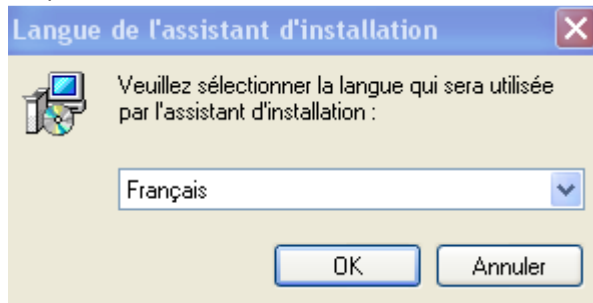 Langue de l'assistant d'installation
Veuillez sélectionner la langue qui sera utilisée
par l'assistant d'installation :
Français
OK Annuler